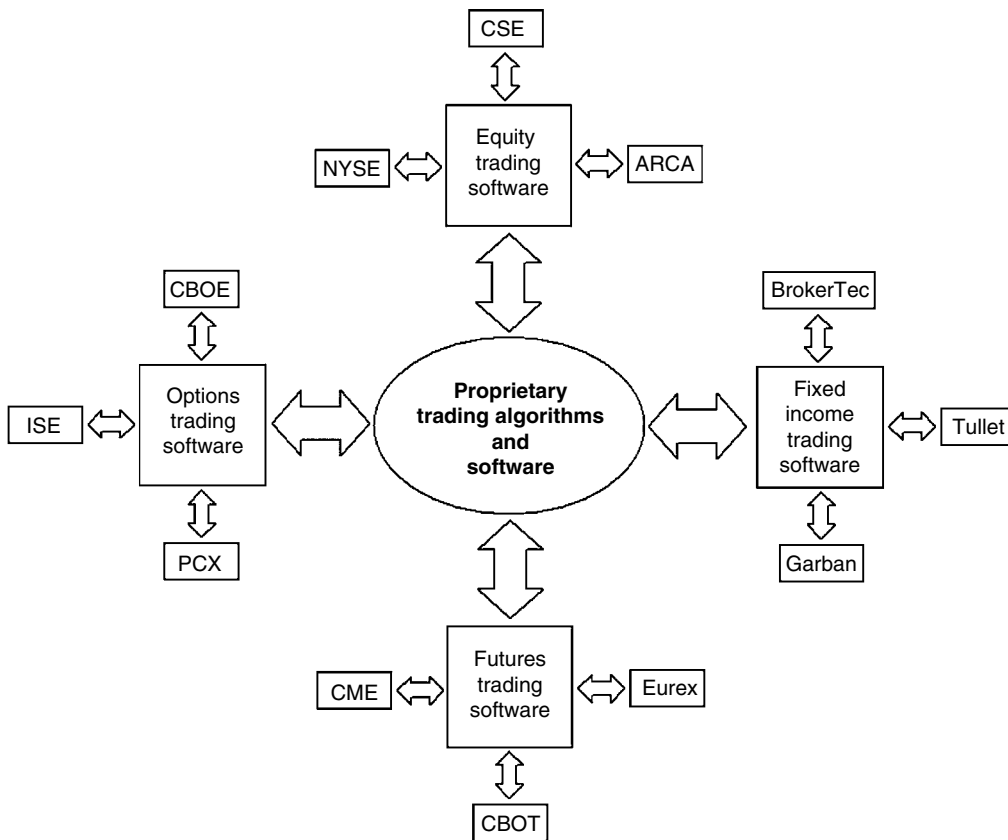 CSE
Equity
trading
software
NYSE
ARCA
CBOE
BrokerTec
Options
trading
software
ISE
Proprietary
trading algorithms
and
software
Fixed
income
trading
software
Tullet
PCX
Garban
Futures
trading
software
CME
Eurex
CBOT